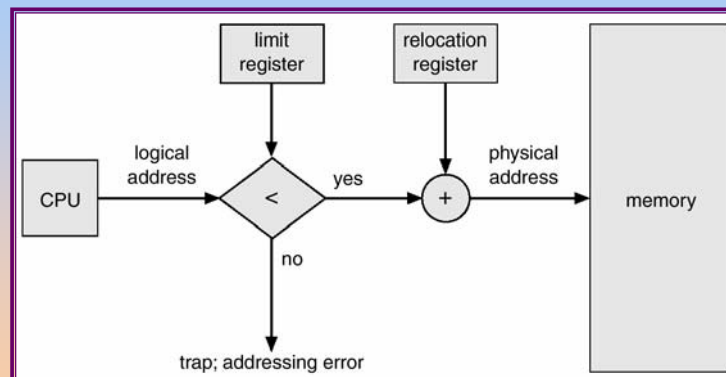 limit
register
relocation
register
logical
address
physical
address
CPU
<
yes
+
memory
no
trap; addressing error